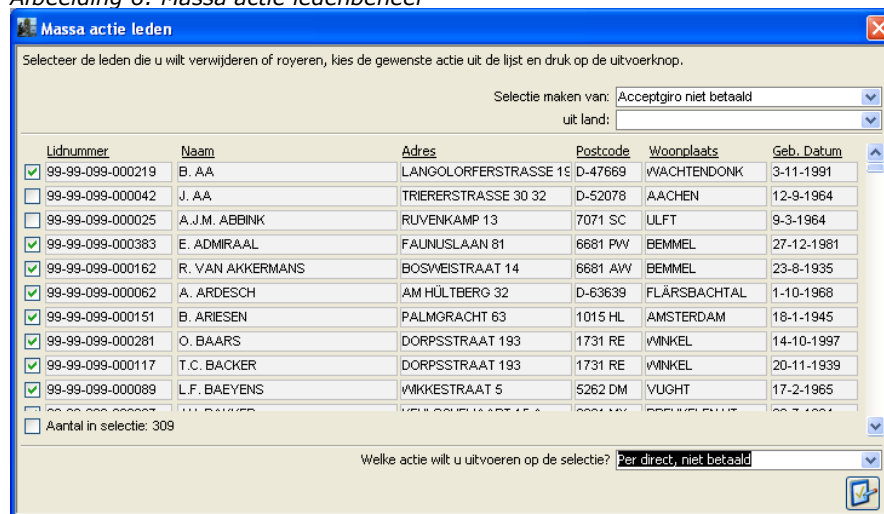 Afbeelding 6: Massa actie ledenbeheer
Massa actie leden
Selecteer de leden die u wilt verwijderen of royeren, kies de gewenste actie uit de lijst en druk op de uitvoerknop.
Selectie maken van: Acceptgiro niet betaald
uit land:
Lidnummer Naam Adres Postcode Woonplaats Geb. Datum
99-99-099-000219 B. AA LANGOLORFERSTRASSE 19 D-47669 WACHTENDONK 3-11-1991
99-99-099-000042 J. AA TRIERERSTRASSE 30 32 D-52078 AACHEN 12-9-1964
99-99-099-000025 A.J.M. ABBINK RUVENKAMP 13 7071 SC ULFT 9-3-1964
99-99-099-000383 E. ADMIRAAL FAUNUSLAAN 81 6681 PW BEMMEL 27-12-1981
99-99-099-000162 R. VAN AKKERMANS BOSWEISTRAAT 14 6681 AW BEMMEL 23-8-1935
99-99-099-000062 A. ARDESCH AM HÜLTBERG 32 D-63639 FLÄRSBACHTAL 1-10-1968
99-99-099-000151 B. ARIESEN PALMGRACHT 63 1015 HL AMSTERDAM 18-1-1945
99-99-099-000281 O. BAARS DORPSSTRAAT 193 1731 RE WINKEL 14-10-1997
99-99-099-000117 T.C. BACKER DORPSSTRAAT 193 1731 RE WINKEL 20-11-1939
99-99-099-000089 L.F. BAEYENS WIKKESTRAAT 5 5262 DM VUGHT 17-2-1965
Aantal in selectie: 309
Welke actie wilt u uitvoeren op de selectie? Per direct, niet betaald